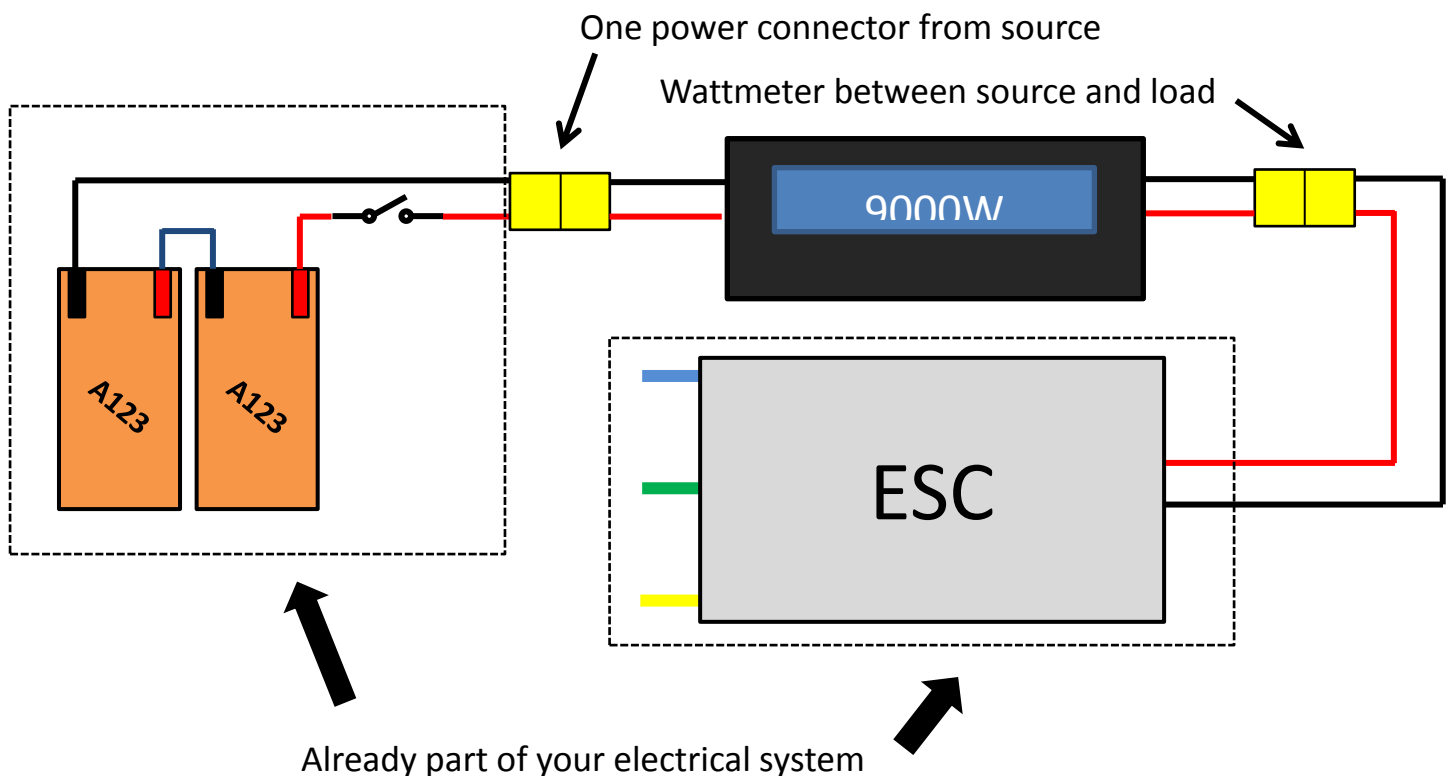 One power connector from source
Wattmeter between source and load
9000W
A123
A123
ESC
Already part of your electrical system